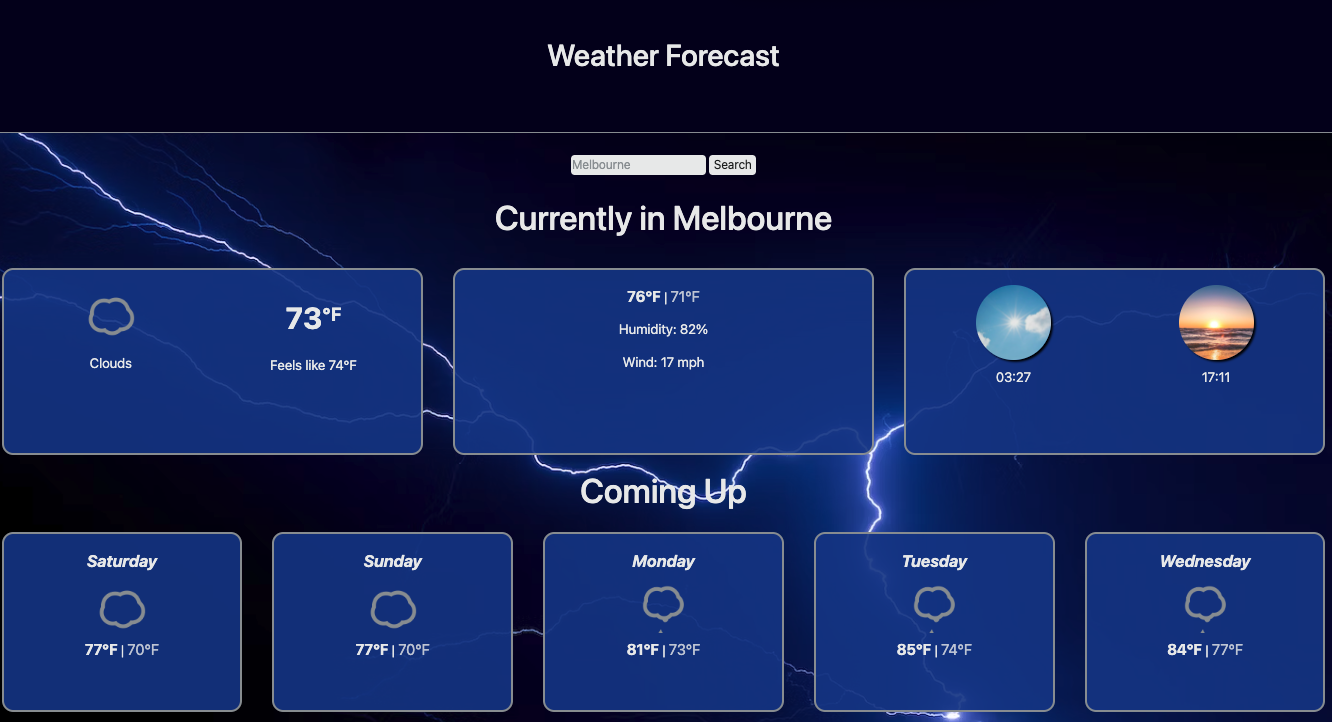 Weather Forecast
Melbourne Search
Currently in Melbourne
Clouds
73°F
Feels like 74°F
76°F | 71°F
Humidity: 82%
Wind: 17 mph
03:27
17:11
Coming Up
Saturday
77°F | 70°F
Sunday
77°F | 70°F
Monday
81°F | 73°F
Tuesday
85°F | 74°F
Wednesday
84°F | 77°F